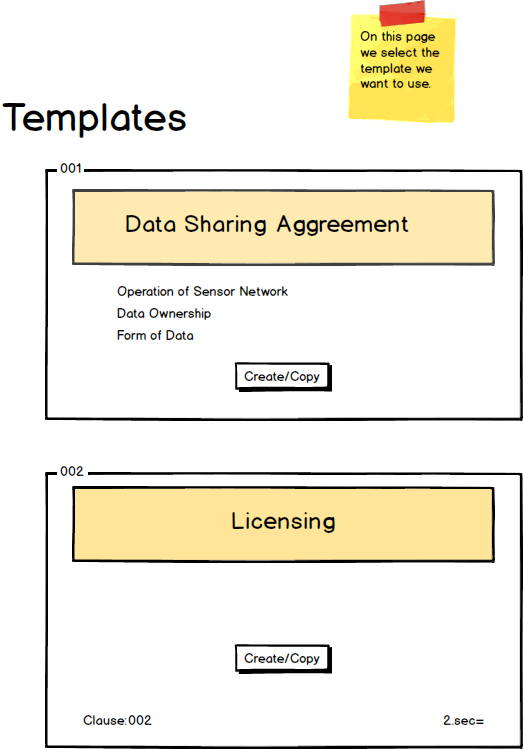 On this page
we select the
template we
want to use.
Templates
001
Data Sharing Aggreement
Operation of Sensor Network
Data Ownership
Form of Data
Create/Copy
002
Licensing
Create/Copy
Clause:002
2.sec=